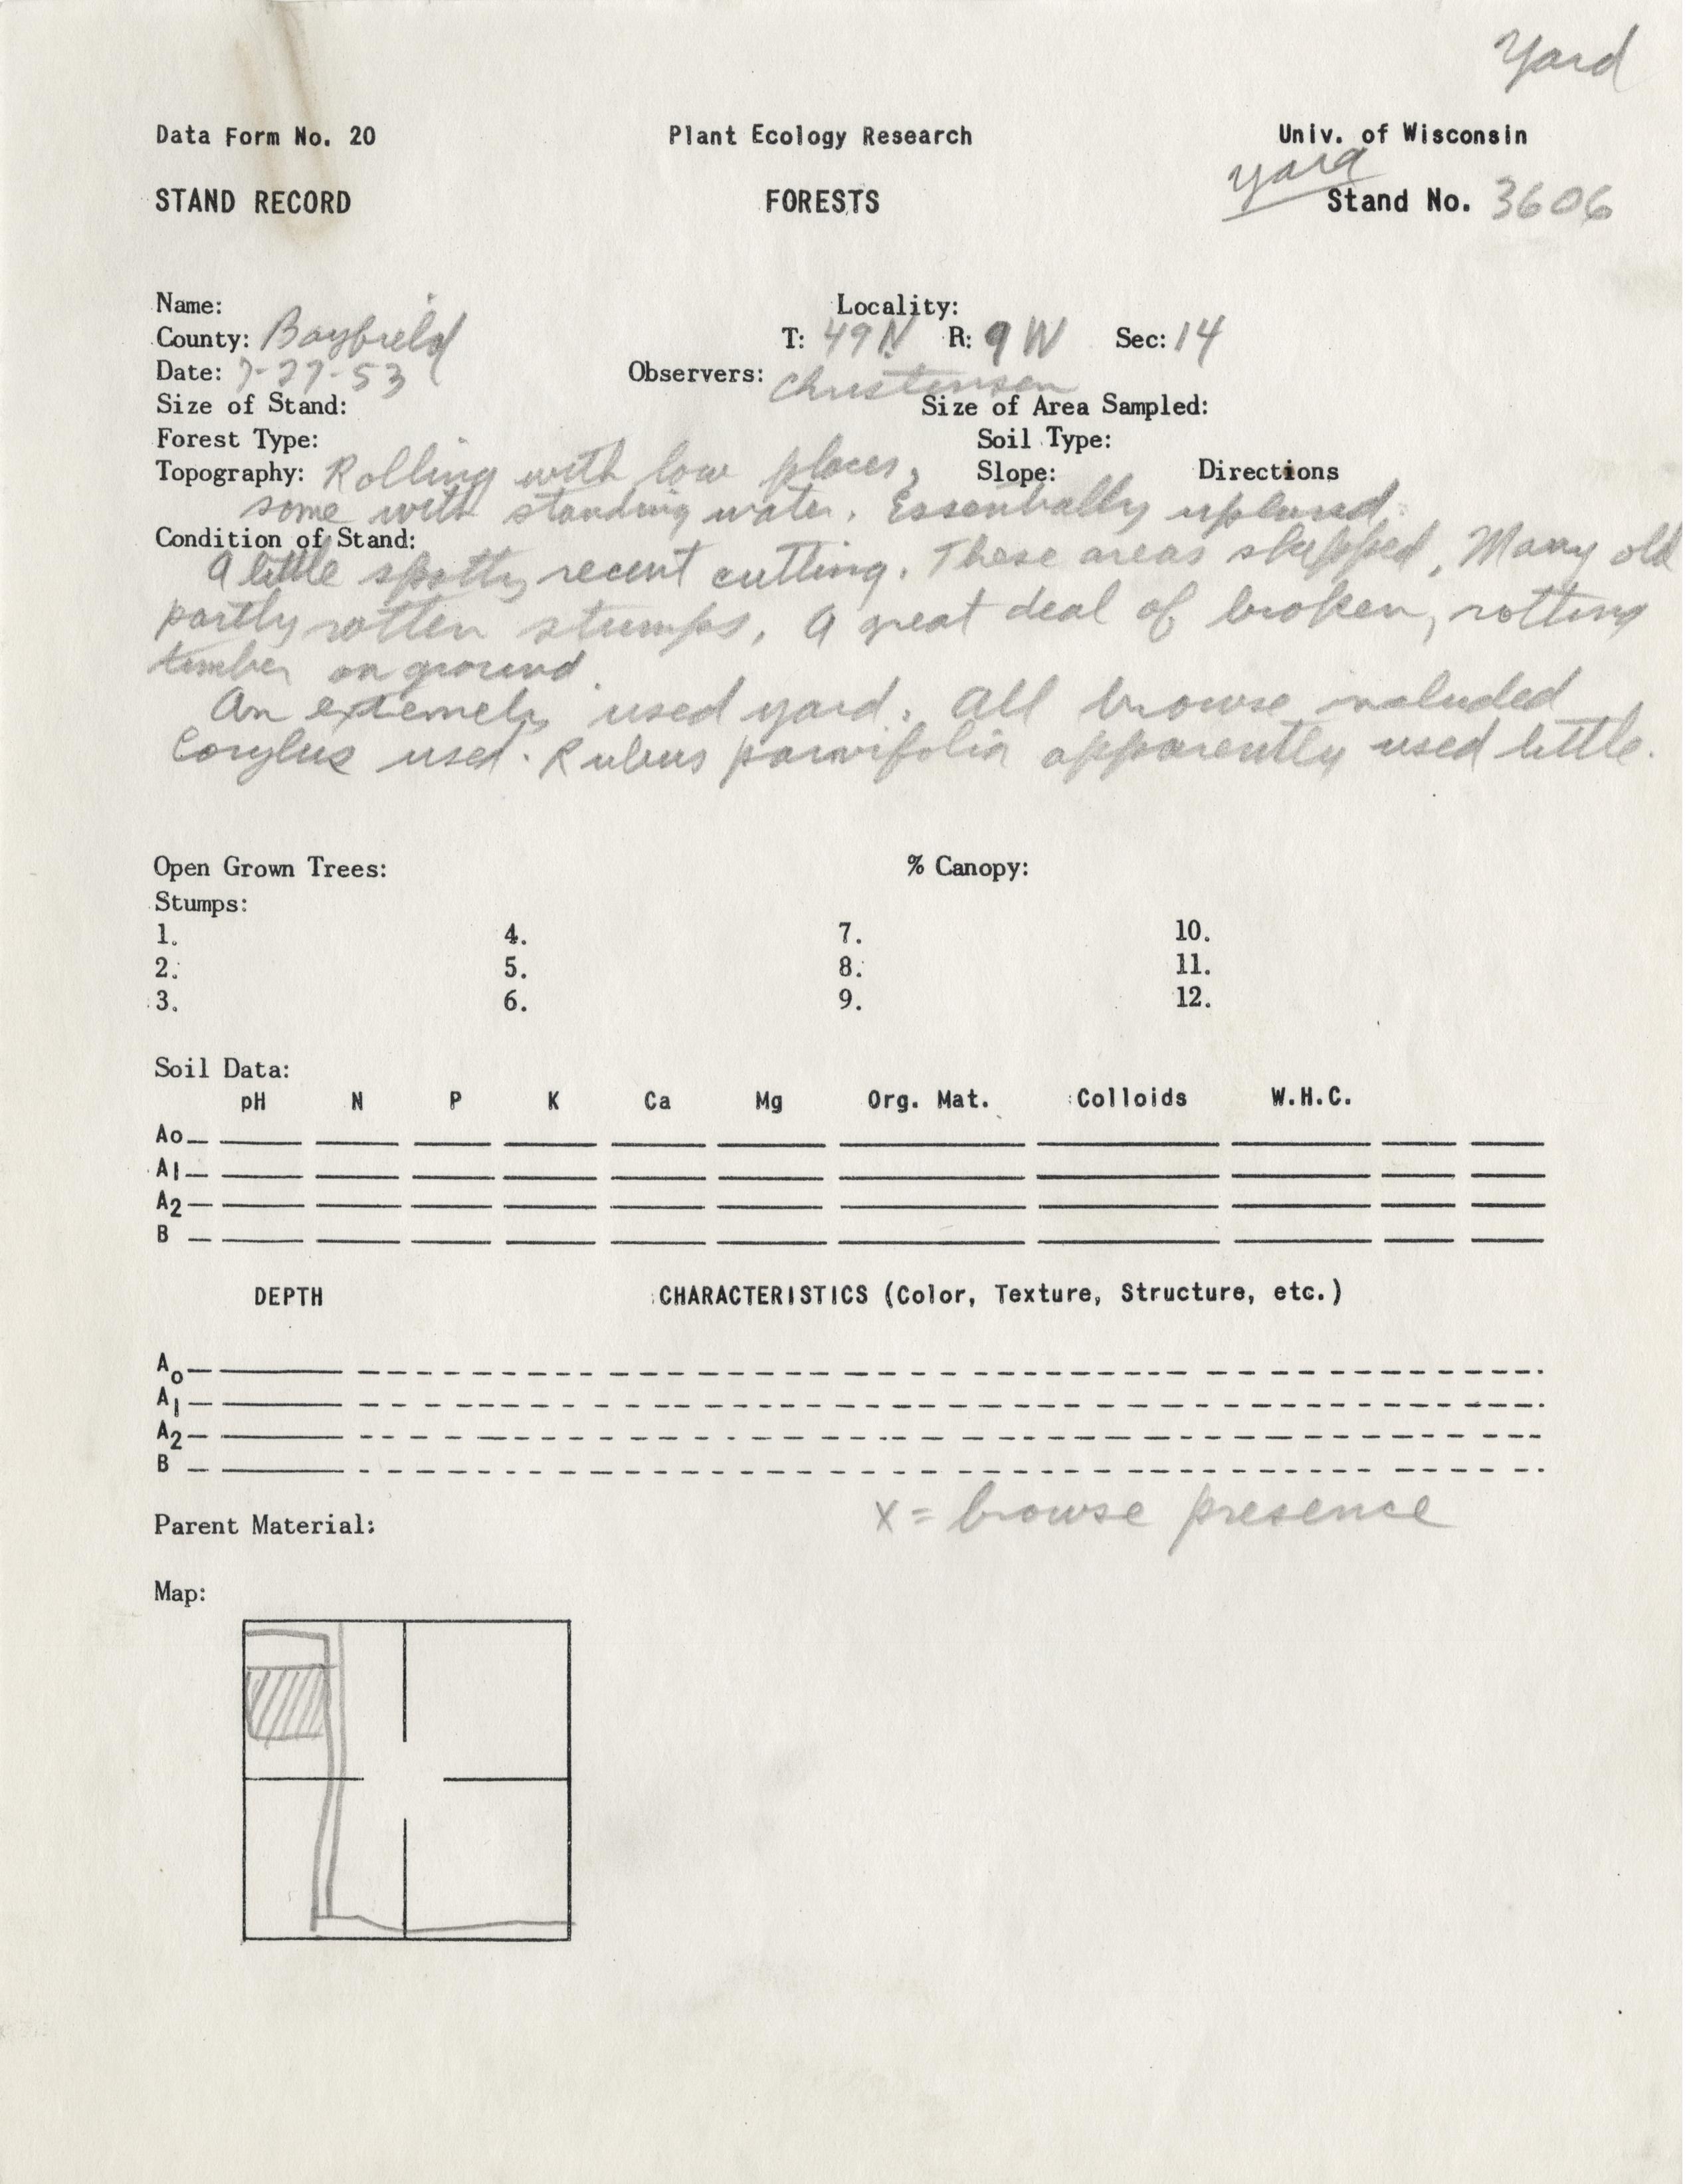 Yard
Data Form No. 20 Plant Ecology Research Univ. of Wisconsin
yard
STAND RECORD FORESTS Stand No. 3606
Name: Locality:
County: Bayfield T: 49N R: 9W Sec: 14
Date: 7-27-53 Observers: Christensen
Size of Stand: Size of Area Sampled:
Forest Type: Soil Type:
Topography: Rolling with low places, Slope: Directions
some with standing water. Essentially upland.
Condition of Stand:
A little spotty recent cutting. These areas skipped. Many old
partly rotten stumps. A great deal of broken, rotting
timber on ground.
An extremely used yard. All browse included
Corylus used. Rubus parvifolia apparently used little.
Open Grown Trees: % Canopy:
Stumps:
1. 4. 7. 10.
2. 5. 8. 11.
3. 6. 9. 12.
Soil Data:
pH N P K Ca Mg Org. Mat. Colloids W.H.C.
Ao
A1
A2
B
DEPTH CHARACTERISTICS (Color, Texture, Structure, etc.)
Ao
A1
A2
B
x = browse presence
Parent Material:
Map: